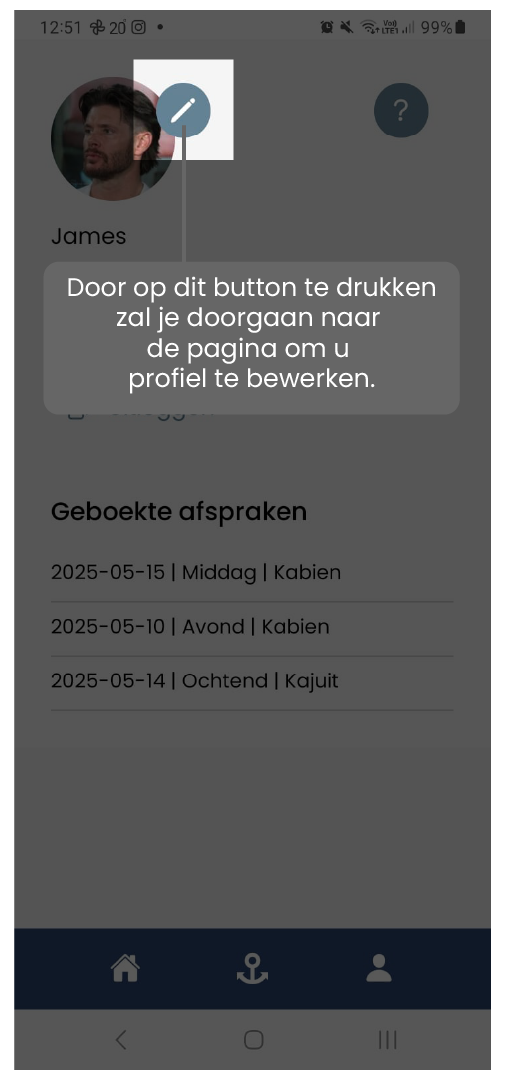 12:51 20
Vo)) LTE1 99%
?
James
Door op dit button te drukken
zal je doorgaan naar
de pagina om u
profiel te bewerken.
Geboekte afspraken
2025-05-15 | Middag | Kabien
2025-05-10 | Avond | Kabien
2025-05-14 | Ochtend | Kajuit